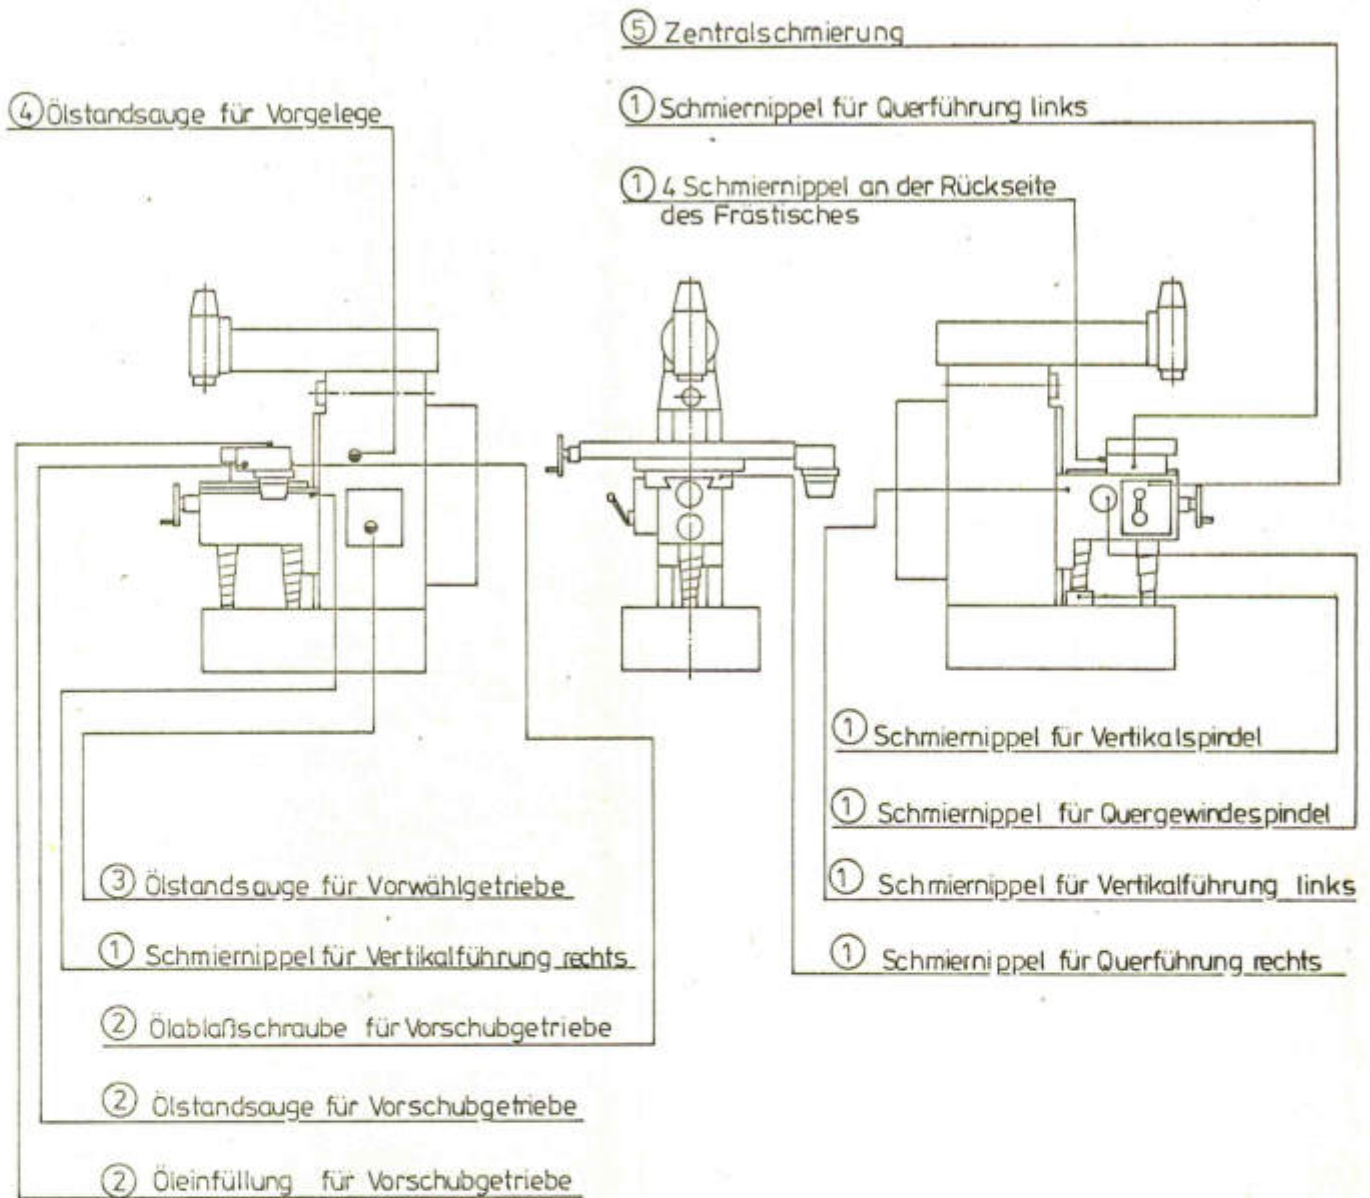 ⑤ Zentralschmierung
④ Ölstandsauge für Vorgelege
① Schmiernippel für Querführung links
① 4 Schmiernippel an der Rückseite
des Frästisches
① Schmiernippel für Vertikalspindel
① Schmiernippel für Quergewindespindel
③ Ölstandsauge für Vorwählgetriebe
① Schmiernippel für Vertikalführung links
① Schmiernippel für Vertikalführung rechts
① Schmiernippel für Querführung rechts
② Ölablaßschraube für Vorschubgetriebe
② Ölstandsauge für Vorschubgetriebe
② Öleinfüllung für Vorschubgetriebe